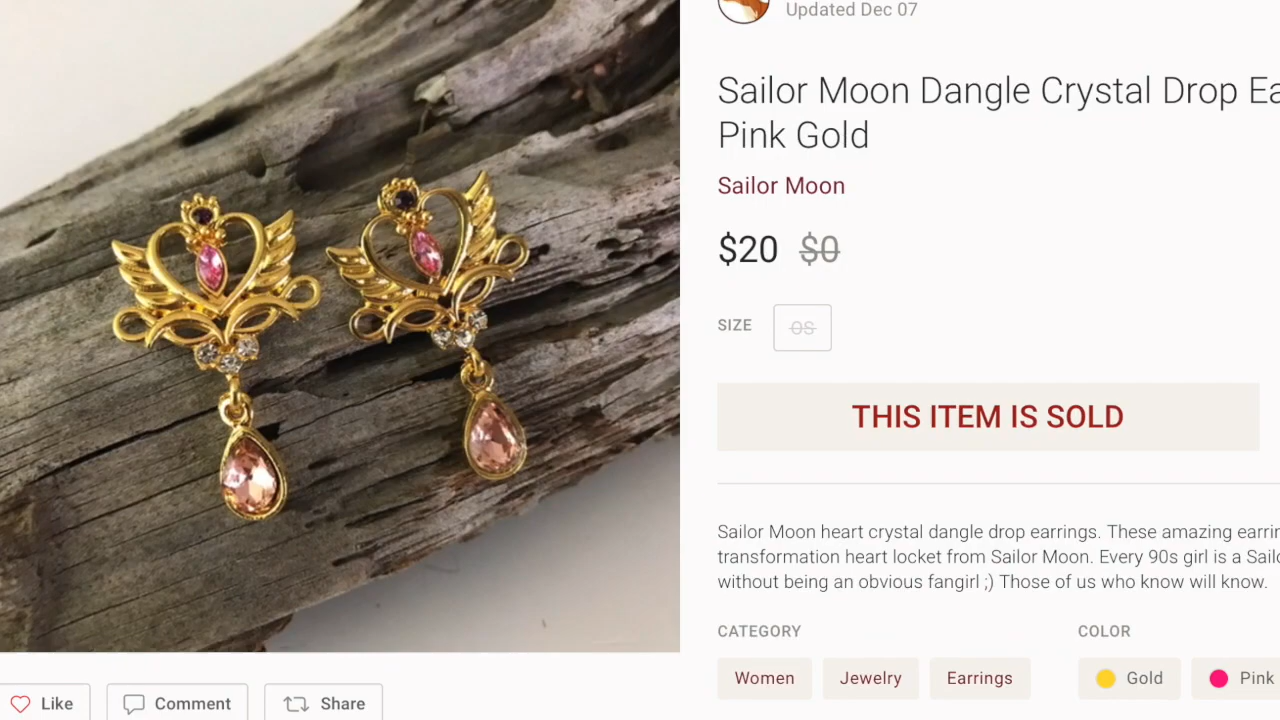 Updated Dec 07
Sailor Moon Dangle Crystal Drop Ea
Pink Gold
Sailor Moon
$20 $0
SIZE OS
THIS ITEM IS SOLD
Sailor Moon heart crystal dangle drop earrings. These amazing earrin
transformation heart locket from Sailor Moon. Every 90s girl is a Sailo
without being an obvious fangirl ;) Those of us who know will know.
CATEGORY COLOR
Women Jewelry Earrings Gold Pink
Like Comment Share